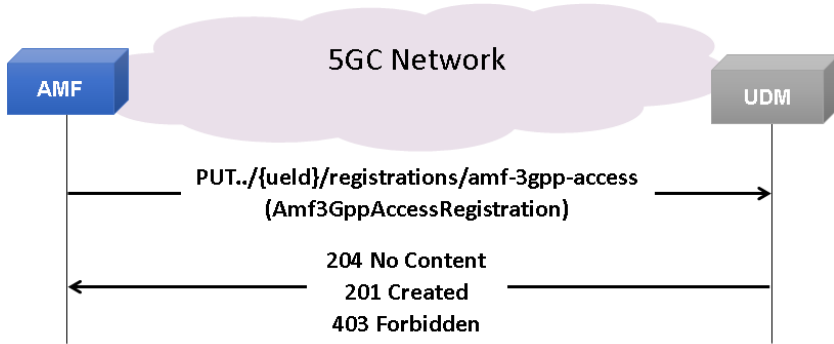 5GC Network
AMF
UDM
PUT../{ueId}/registrations/amf-3gpp-access
(Amf3GppAccessRegistration)
204 No Content
201 Created
403 Forbidden